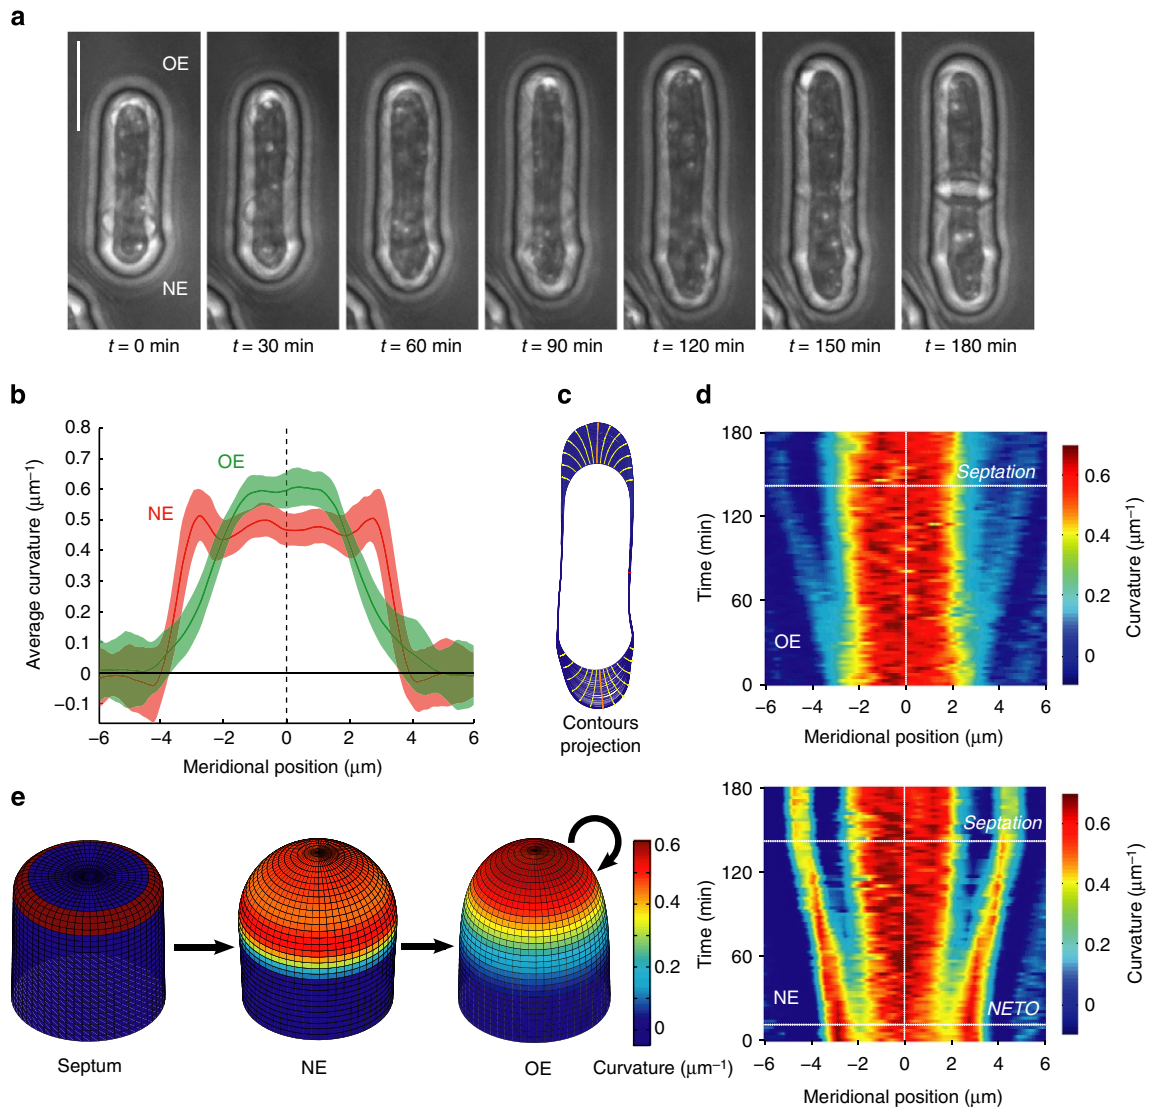 a
OE
NE
t = 0 min
t = 30 min
t = 60 min
t = 90 min
t = 120 min
t = 150 min
t = 180 min
b
0.8
0.7
0.6
0.5
0.4
0.3
0.2
0.1
0
−0.1
Average curvature (μm⁻¹)
OE
NE
−6
−4
−2
0
2
4
6
Meridional position (μm)
c
Contours
projection
d
180
120
60
0
Time (min)
Septation
OE
−6
−4
−2
0
2
4
6
Meridional position (μm)
0.6
0.4
0.2
0
Curvature (μm⁻¹)
180
120
60
0
Time (min)
Septation
NE
NETO
−6
−4
−2
0
2
4
6
Meridional position (μm)
0.6
0.4
0.2
0
Curvature (μm⁻¹)
e
Septum
NE
OE
0.6
0.4
0.2
0
Curvature (μm⁻¹)